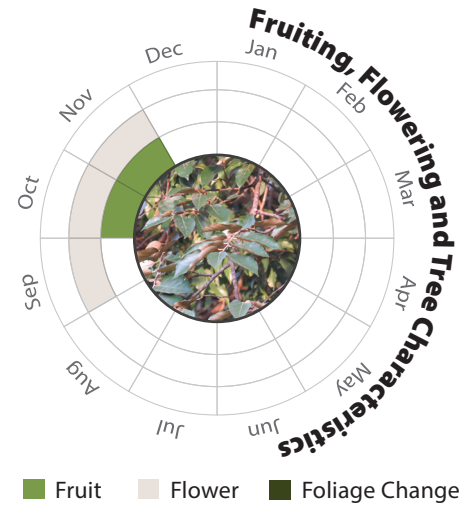 Fruiting, Flowering and Tree Characteristics
Jan
Feb
Mar
Apr
May
Jun
Jul
Aug
Sep
Oct
Nov
Dec
Fruit
Flower
Foliage Change